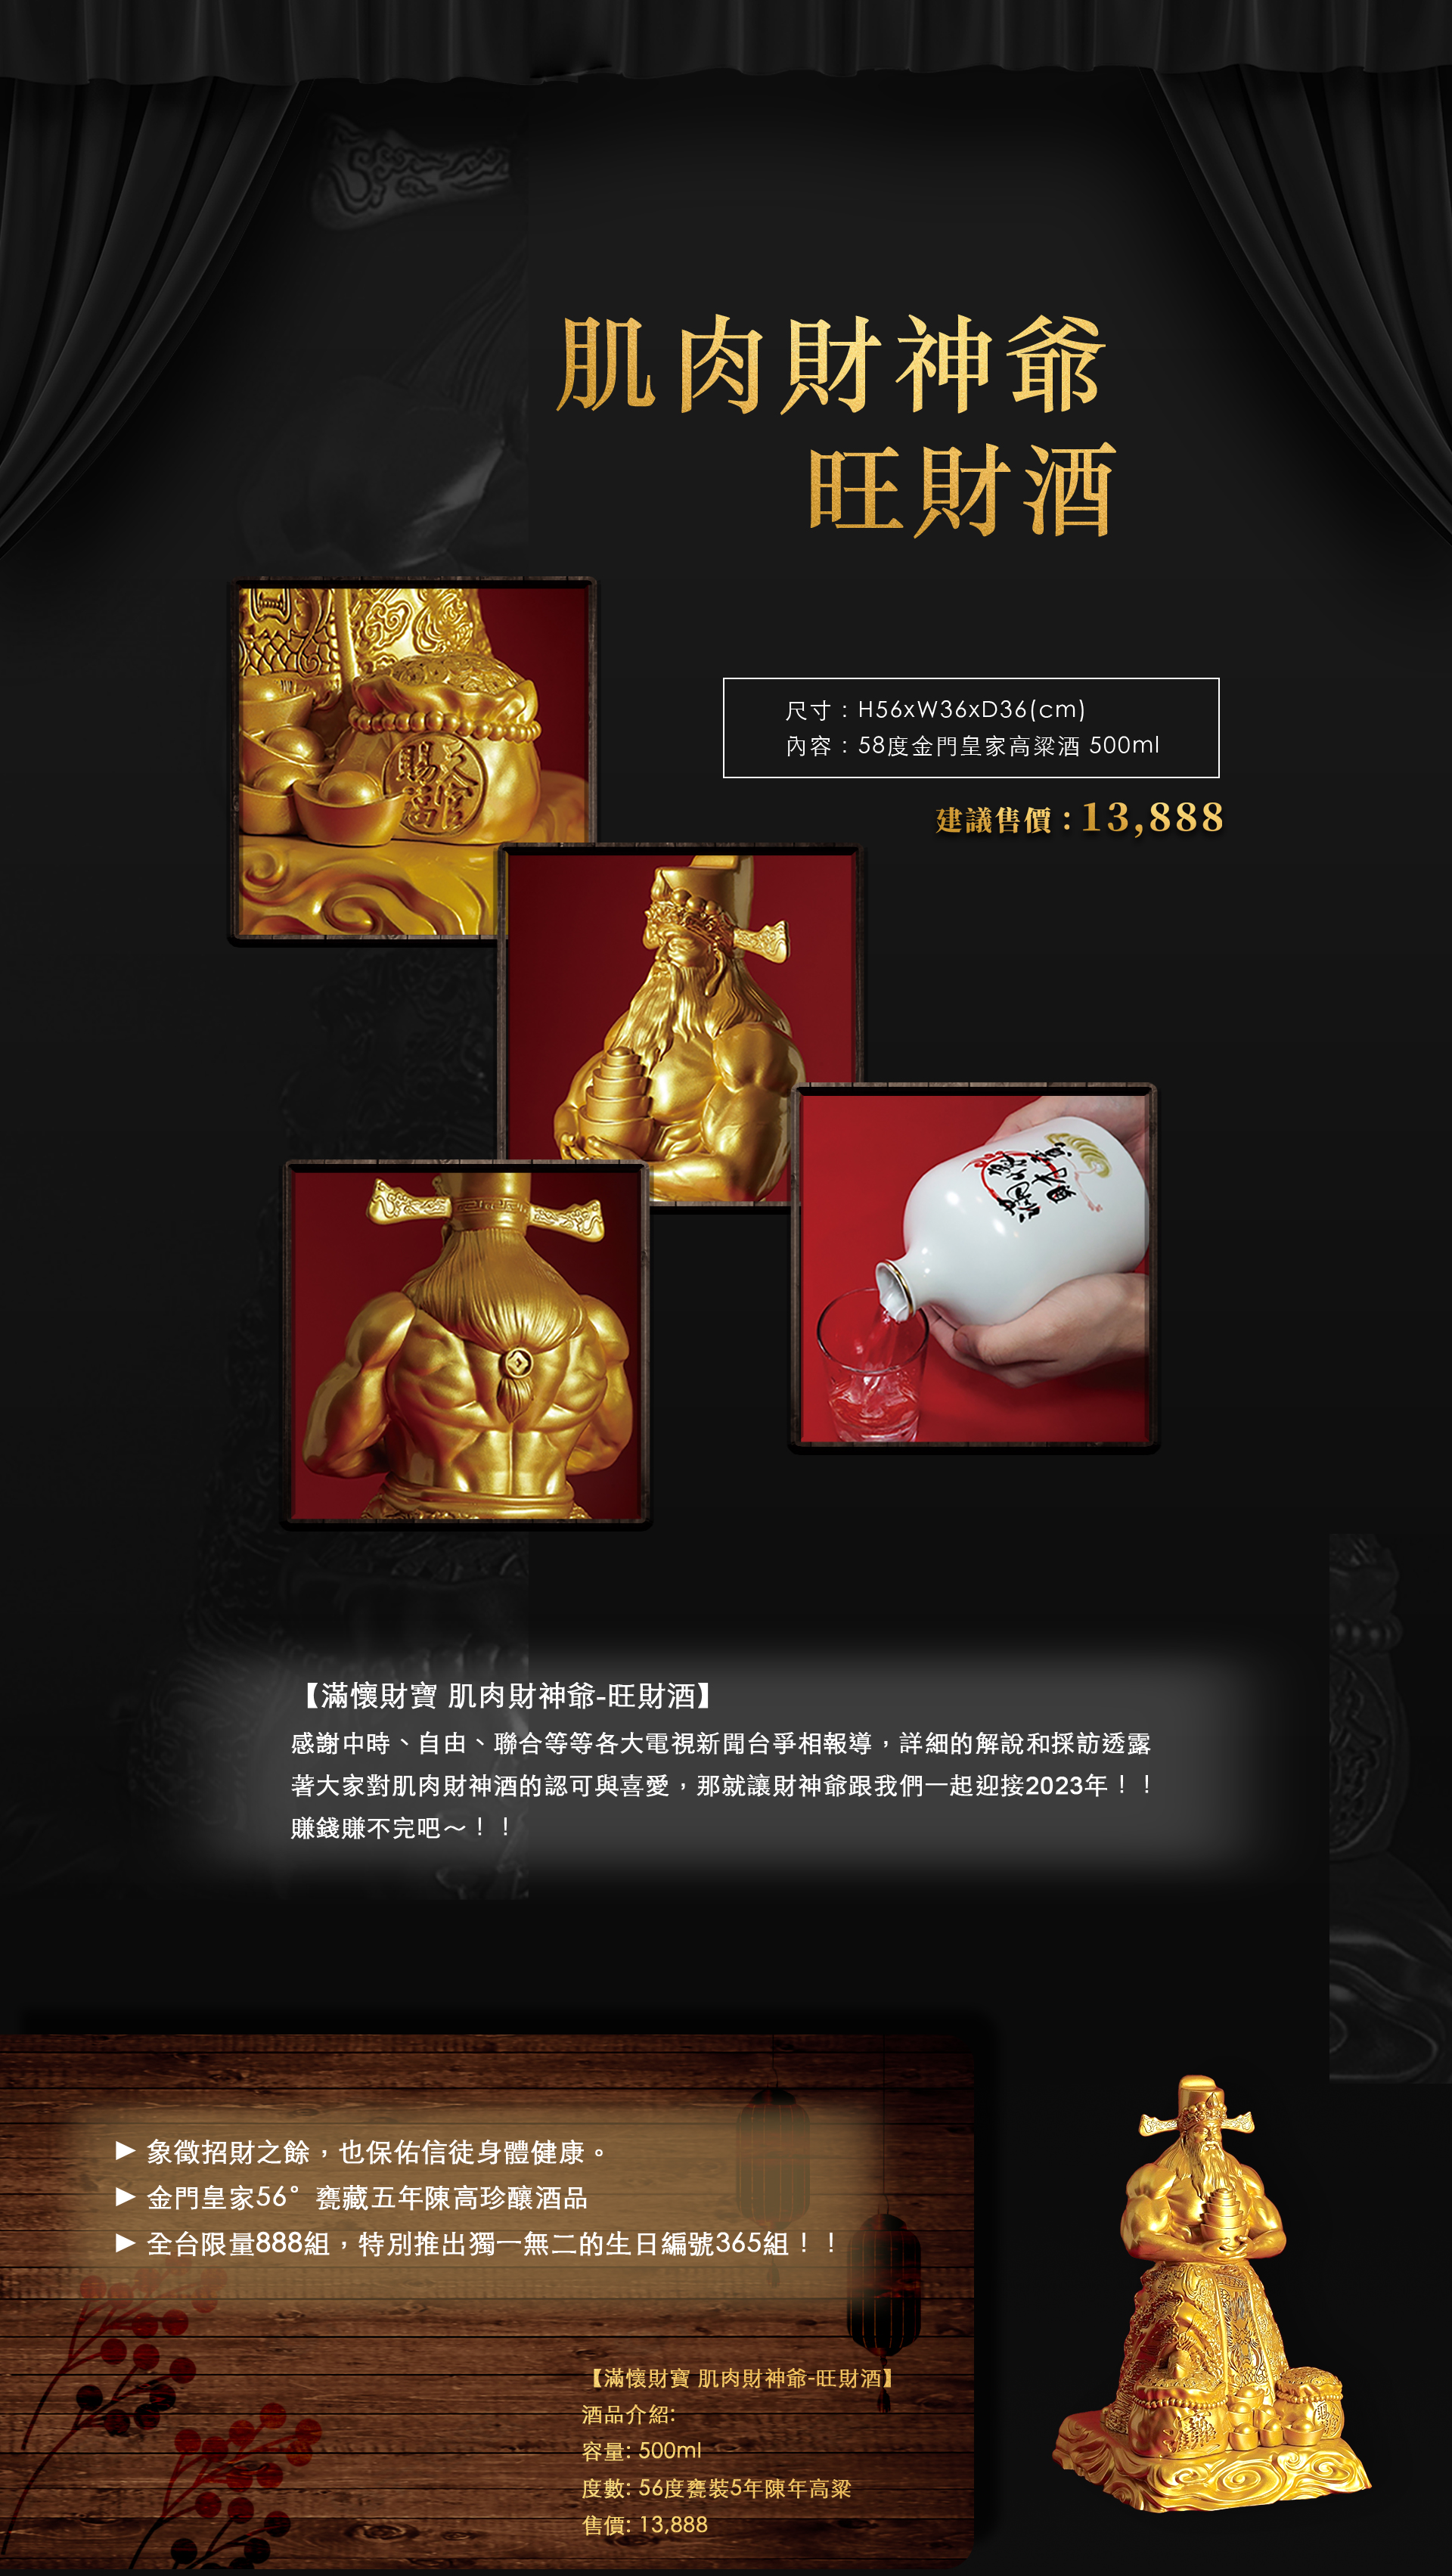 肌肉財神爺
旺財酒
尺寸：H56xW36xD36(cm)
內容：58度金門皇家高粱酒 500ml
建議售價：13,888
賜
天官
【滿懷財寶 肌肉財神爺-旺財酒】
感謝中時、自由、聯合等等各大電視新聞台爭相報導，詳細的解說和採訪透露
著大家對肌肉財神酒的認可與喜愛，那就讓財神爺跟我們一起迎接2023年！！
賺錢賺不完吧～！！
▶ 象徵招財之餘，也保佑信徒身體健康。
▶ 金門皇家56°甕藏五年陳高珍釀酒品
▶ 全台限量888組，特別推出獨一無二的生日編號365組！！
【滿懷財寶 肌肉財神爺-旺財酒】
酒品介紹:
容量: 500ml
度數: 56度甕裝5年陳年高粱
售價: 13,888